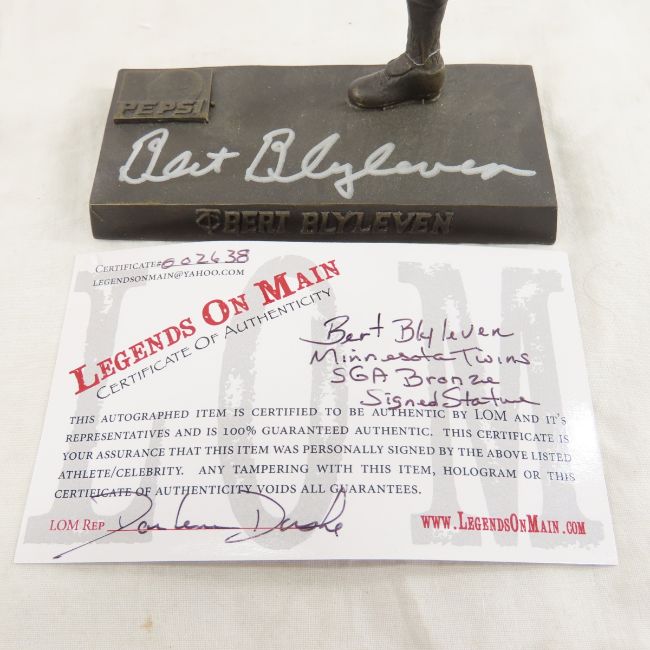 PEPSI
Bert Blyleven
TC BERT BLYLEVEN
CERTIFICATE# 002638
LEGENDSONMAIN@YAHOO.COM
LEGENDS ON MAIN
CERTIFICATE OF AUTHENTICITY
LOM
Bert Blyleven
Minnesota Twins
SGA Bronze
Signed Statue
THIS AUTOGRAPHED ITEM IS CERTIFIED TO BE AUTHENTIC BY LOM AND IT'S
REPRESENTATIVES AND IS 100% GUARANTEED AUTHENTIC. THIS CERTIFICATE IS
YOUR ASSURANCE THAT THIS ITEM WAS PERSONALLY SIGNED BY THE ABOVE LISTED
ATHLETE/CELEBRITY. ANY TAMPERING WITH THIS ITEM, HOLOGRAM OR THIS
CERTIFICATE OF AUTHENTICITY VOIDS ALL GUARANTEES.
LOM REP
WWW.LEGENDSONMAIN.COM